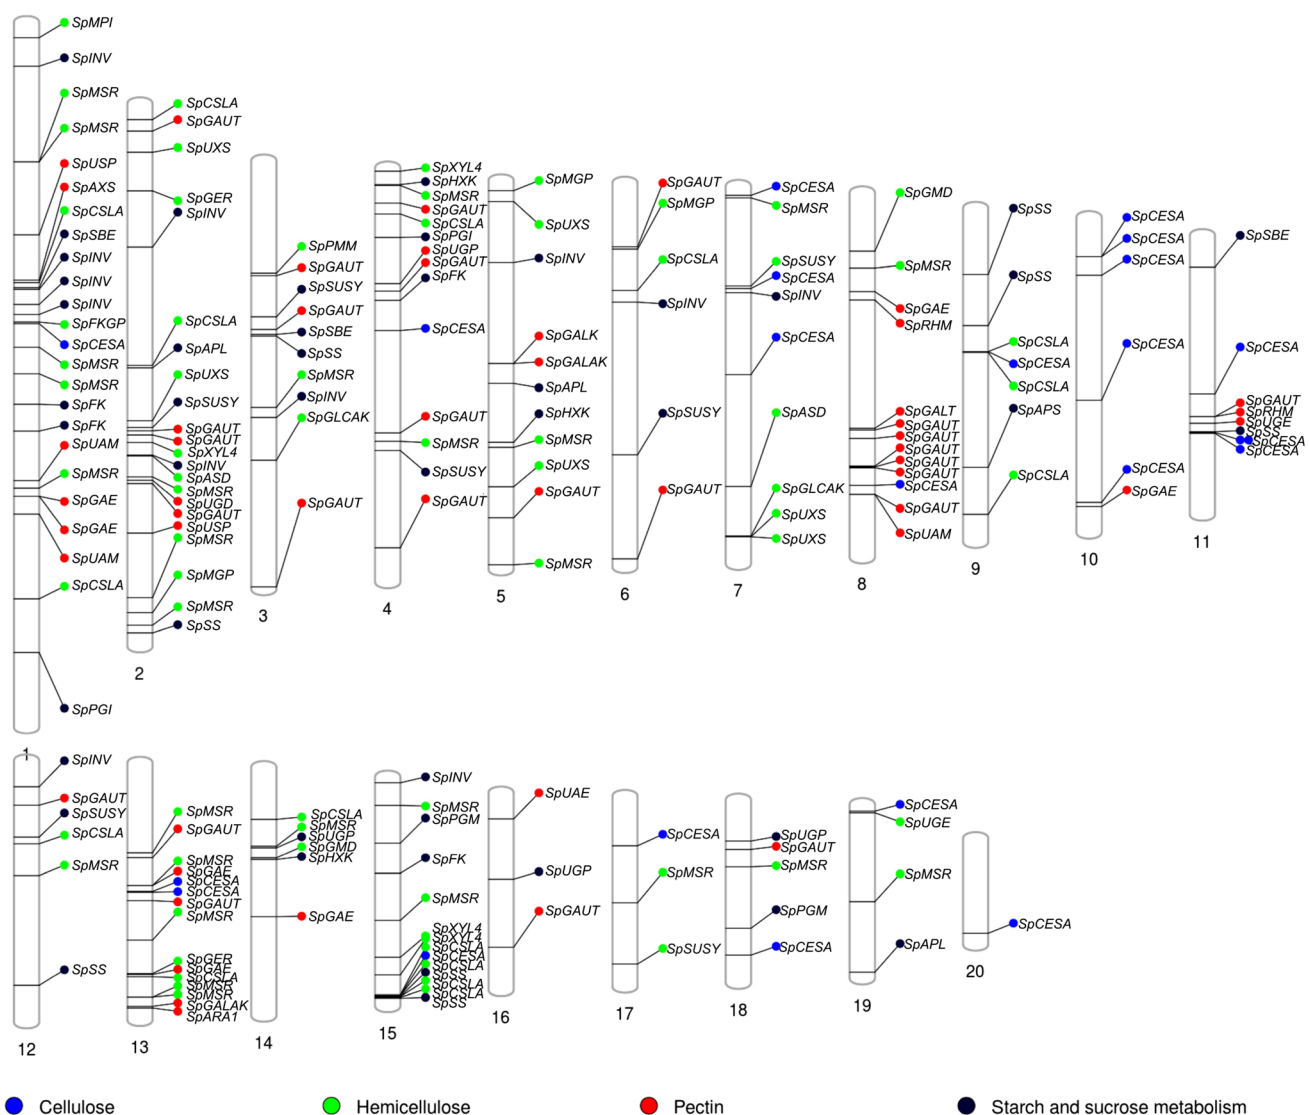 SpMPI
SpINV
SpMSR
SpMSR
SpUSP
SpAXS
SpCSLA
SpSBE
SpINV
SpINV
SpINV
SpFKGP
SpCESA
SpMSR
SpMSR
SpFK
SpFK
SpUAM
SpMSR
SpGAE
SpGAE
SpUAM
SpCSLA
SpPGI
1
SpCSLA
SpGAUT
SpUXS
SpGER
SpINV
SpCSLA
SpAPL
SpUXS
SpSUSY
SpGAUT
SpGAUT
SpXYL4
SpINV
SpASD
SpMSR
SpUGD
SpGAUT
SpUSP
SpMSR
SpMGP
SpMSR
SpSS
2
SpPMM
SpGAUT
SpSUSY
SpGAUT
SpSBE
SpSS
SpMSR
SpINV
SpGLCAK
SpGAUT
3
SpXYL4
SpHXK
SpMSR
SpGAUT
SpCSLA
SpPGI
SpUGP
SpGAUT
SpFK
SpCESA
SpGAUT
SpMSR
SpSUSY
SpGAUT
4
SpMGP
SpUXS
SpINV
SpGALK
SpGALAK
SpAPL
SpHXK
SpMSR
SpUXS
SpGAUT
SpMSR
5
SpGAUT
SpMGP
SpCSLA
SpINV
SpSUSY
SpGAUT
6
SpCESA
SpMSR
SpSUSY
SpCESA
SpINV
SpCESA
SpASD
SpGLCAK
SpUXS
SpUXS
7
SpGMD
SpMSR
SpGAE
SpRHM
SpGALT
SpGAUT
SpGAUT
SpGAUT
SpGAUT
SpGAUT
SpCESA
SpGAUT
SpUAM
8
SpSS
SpSS
SpCSLA
SpCESA
SpCSLA
SpAPS
SpCSLA
9
SpCESA
SpCESA
SpCESA
SpCESA
SpCESA
SpGAE
10
SpSBE
SpCESA
SpGAUT
SpRHM
SpUGE
SpSS
SpCESA
SpCESA
11
SpINV
SpGAUT
SpSUSY
SpCSLA
SpMSR
SpSS
12
SpMSR
SpGAUT
SpMSR
SpGAE
SpCESA
SpCESA
SpGAUT
SpMSR
SpGER
SpGAE
SpCSLA
SpMSR
SpMSR
SpGALAK
SpARA1
13
SpCSLA
SpMSR
SpUGP
SpGMD
SpHXK
SpGAE
14
SpINV
SpMSR
SpPGM
SpFK
SpMSR
SpXYL4
SpXYL4
SpCSLA
SpCESA
SpCSLA
SpSS
SpCSLA
SpCSLA
SpSS
15
SpUAE
SpUGP
SpGAUT
16
SpCESA
SpMSR
SpSUSY
17
SpUGP
SpGAUT
SpMSR
SpPGM
SpCESA
18
SpCESA
SpUGE
SpMSR
SpAPL
19
SpCESA
20
Cellulose
Hemicellulose
Pectin
Starch and sucrose metabolism